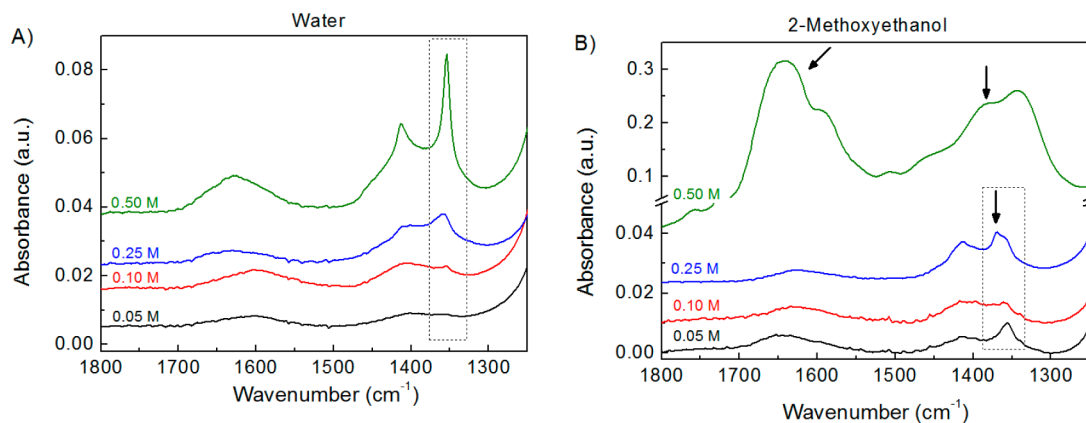 Water
A)
0.08
0.06
0.04
0.02
0.00
Absorbance (a.u.)
0.50 M
0.25 M
0.10 M
0.05 M
1800 1700 1600 1500 1400 1300
Wavenumber (cm⁻¹)
2-Methoxyethanol
B)
0.3
0.2
0.1
0.04
0.02
0.00
Absorbance (a.u.)
0.50 M
0.25 M
0.10 M
0.05 M
1800 1700 1600 1500 1400 1300
Wavenumber (cm⁻¹)